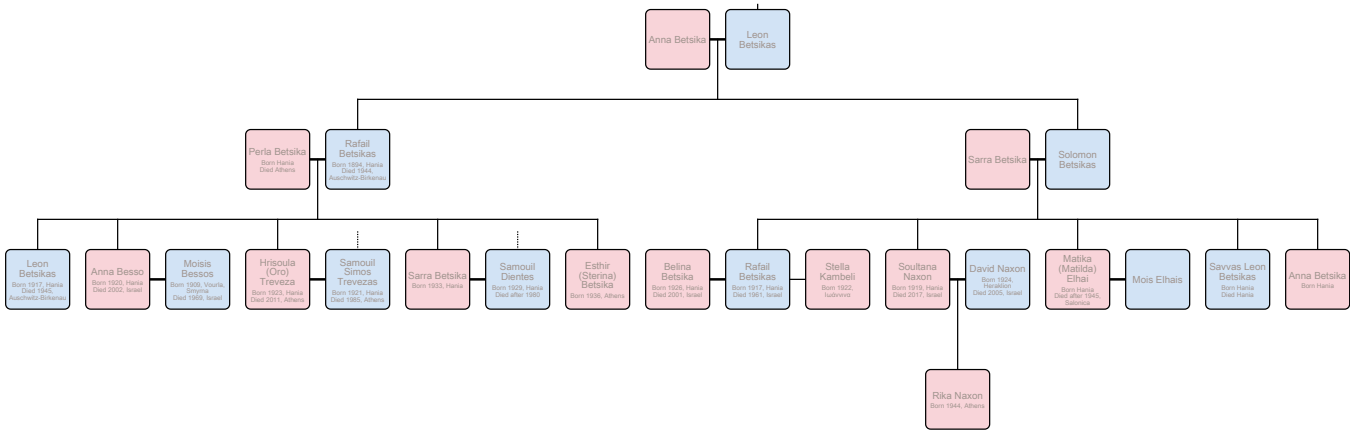 Anna Betsika
Leon
Betsikas
Perla Betsika
Born Hania
Died Athens
Rafail
Betsikas
Born 1894, Hania
Died 1944,
Auschwitz-Birkenau
Sarra Betsika
Solomon
Betsikas
Leon
Betsikas
Born 1917, Hania
Died 1945,
Auschwitz-Birkenau
Anna Besso
Born 1920, Hania
Died 2002, Israel
Moisis
Bessos
Born 1909, Vourla,
Smyrna
Died 1969, Israel
Hrisoula
(Oro)
Treveza
Born 1923, Hania
Died 2011, Athens
Samouil
Simos
Trevezas
Born 1921, Hania
Died 1985, Athens
Sarra Betsika
Born 1933, Hania
Samouil
Dientes
Born 1929, Hania
Died after 1980
Esthir
(Sterina)
Betsika
Born 1936, Athens
Belina
Betsika
Born 1926, Hania
Died 2001, Israel
Rafail
Betsikas
Born 1917, Hania
Died 1961, Israel
Stella
Kambeli
Born 1922,
Ιωάννινα
Soultana
Naxon
Born 1919, Hania
Died 2017, Israel
David Naxon
Born 1924,
Heraklion
Died 2005, Israel
Matika
(Matilda)
Elhai
Born Hania
Died after 1945,
Salonica
Mois Elhais
Savvas Leon
Betsikas
Born Hania
Died Hania
Anna Betsika
Born Hania
Rika Naxon
Born 1944, Athens